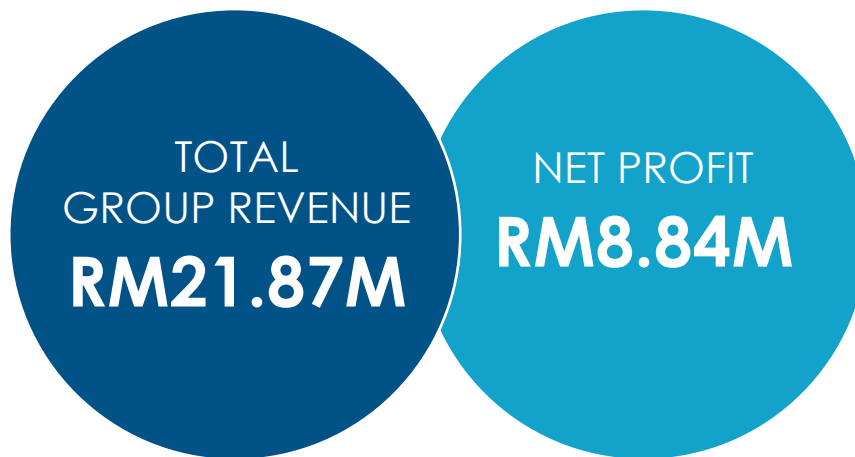 TOTAL
GROUP REVENUE
RM21.87M
NET PROFIT
RM8.84M